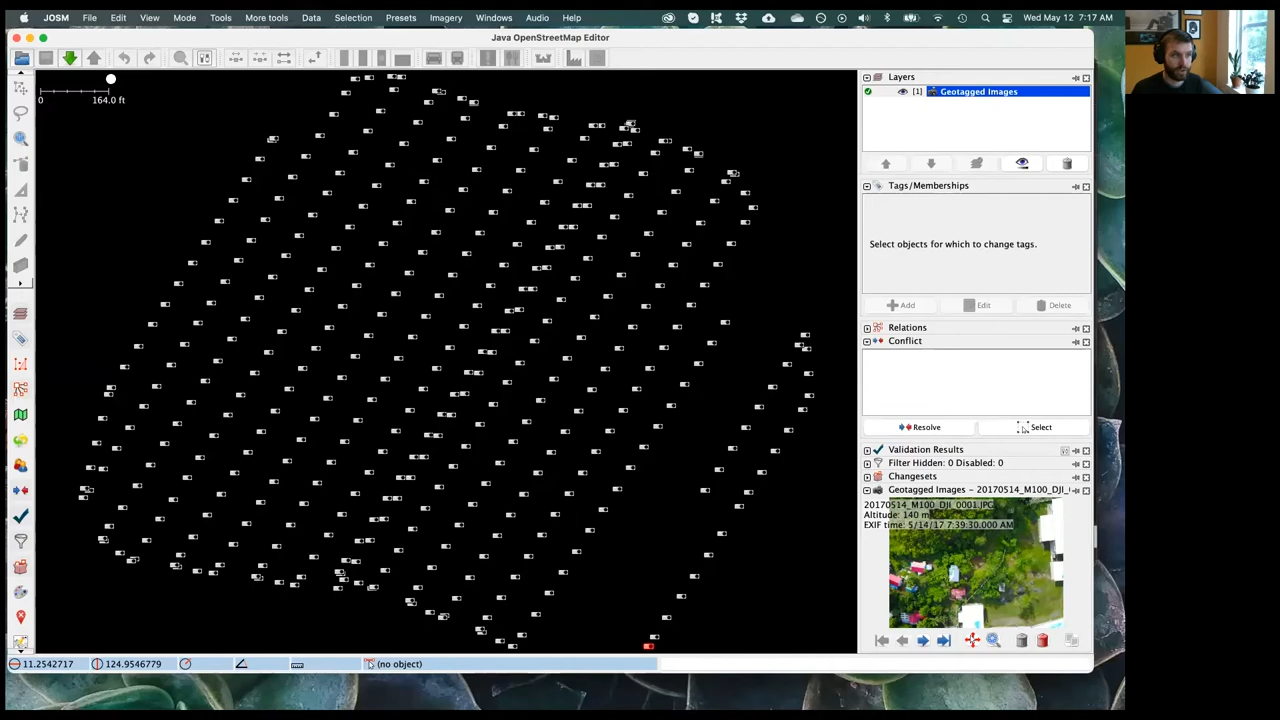 JOSM File Edit View Mode Tools More tools Data Selection Presets Imagery Windows Audio Help Wed May 12 7:17 AM
Java OpenStreetMap Editor
0 164.0 ft
Layers
[1] Geotagged Images
Tags/Memberships
Select objects for which to change tags.
Add Edit Delete
Relations
Conflict
Resolve Select
Validation Results
Filter Hidden: 0 Disabled: 0
Changesets
Geotagged Images - 20170514_M100_DJI_
20170514_M100_DJI_0001.JPG
Altitude: 140 m
EXIF time: 5/14/17 7:39:30.000 AM
11.2542717 124.9546779 (no object)